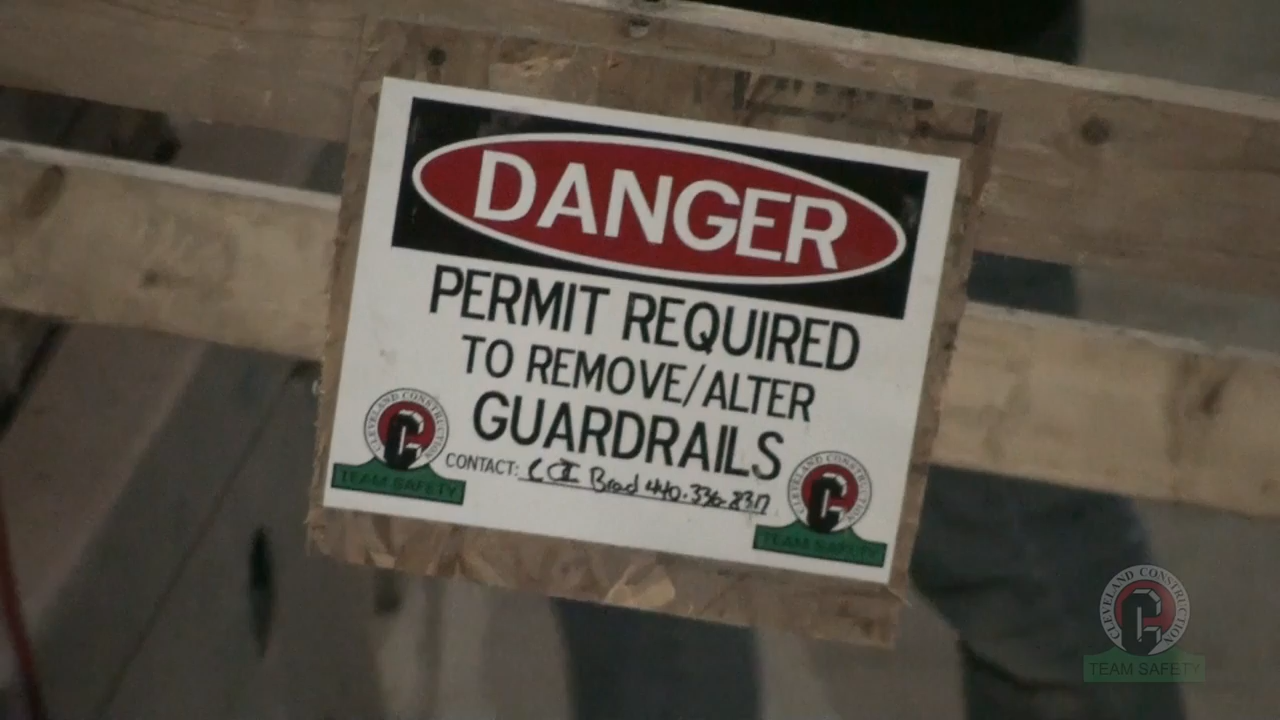 DANGER
PERMIT REQUIRED
TO REMOVE/ALTER
GUARDRAILS
CONTACT: CCI Brad 440-336-8317
CLEVELAND CONSTRUCTION
TEAM SAFETY
CLEVELAND CONSTRUCTION
TEAM SAFETY
CLEVELAND CONSTRUCTION
TEAM SAFETY